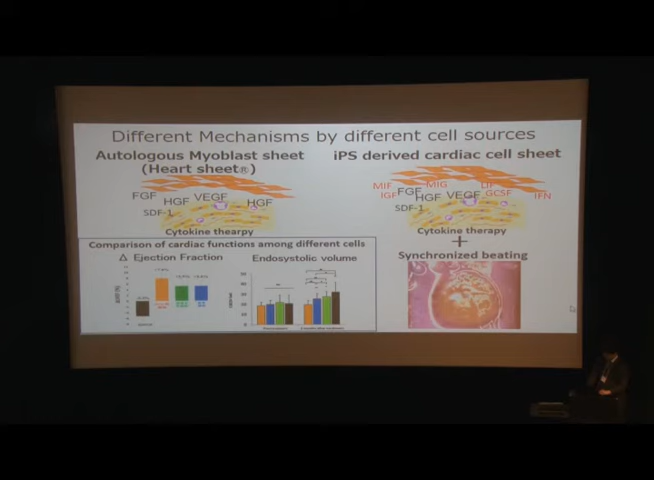 Different Mechanisms by different cell sources
Autologous Myoblast sheet
(Heart sheet®)
FGF
HGF
VEGF
HGF
SDF-1
Cytokine thearpy
Comparison of cardiac functions among different cells
Δ Ejection Fraction
Endosystolic volume
iPS derived cardiac cell sheet
MIF
MIG
LIF
IGF
FGF
HGF
VEGF
GCSF
IFN
SDF-1
Cytokine therapy
+
Synchronized beating